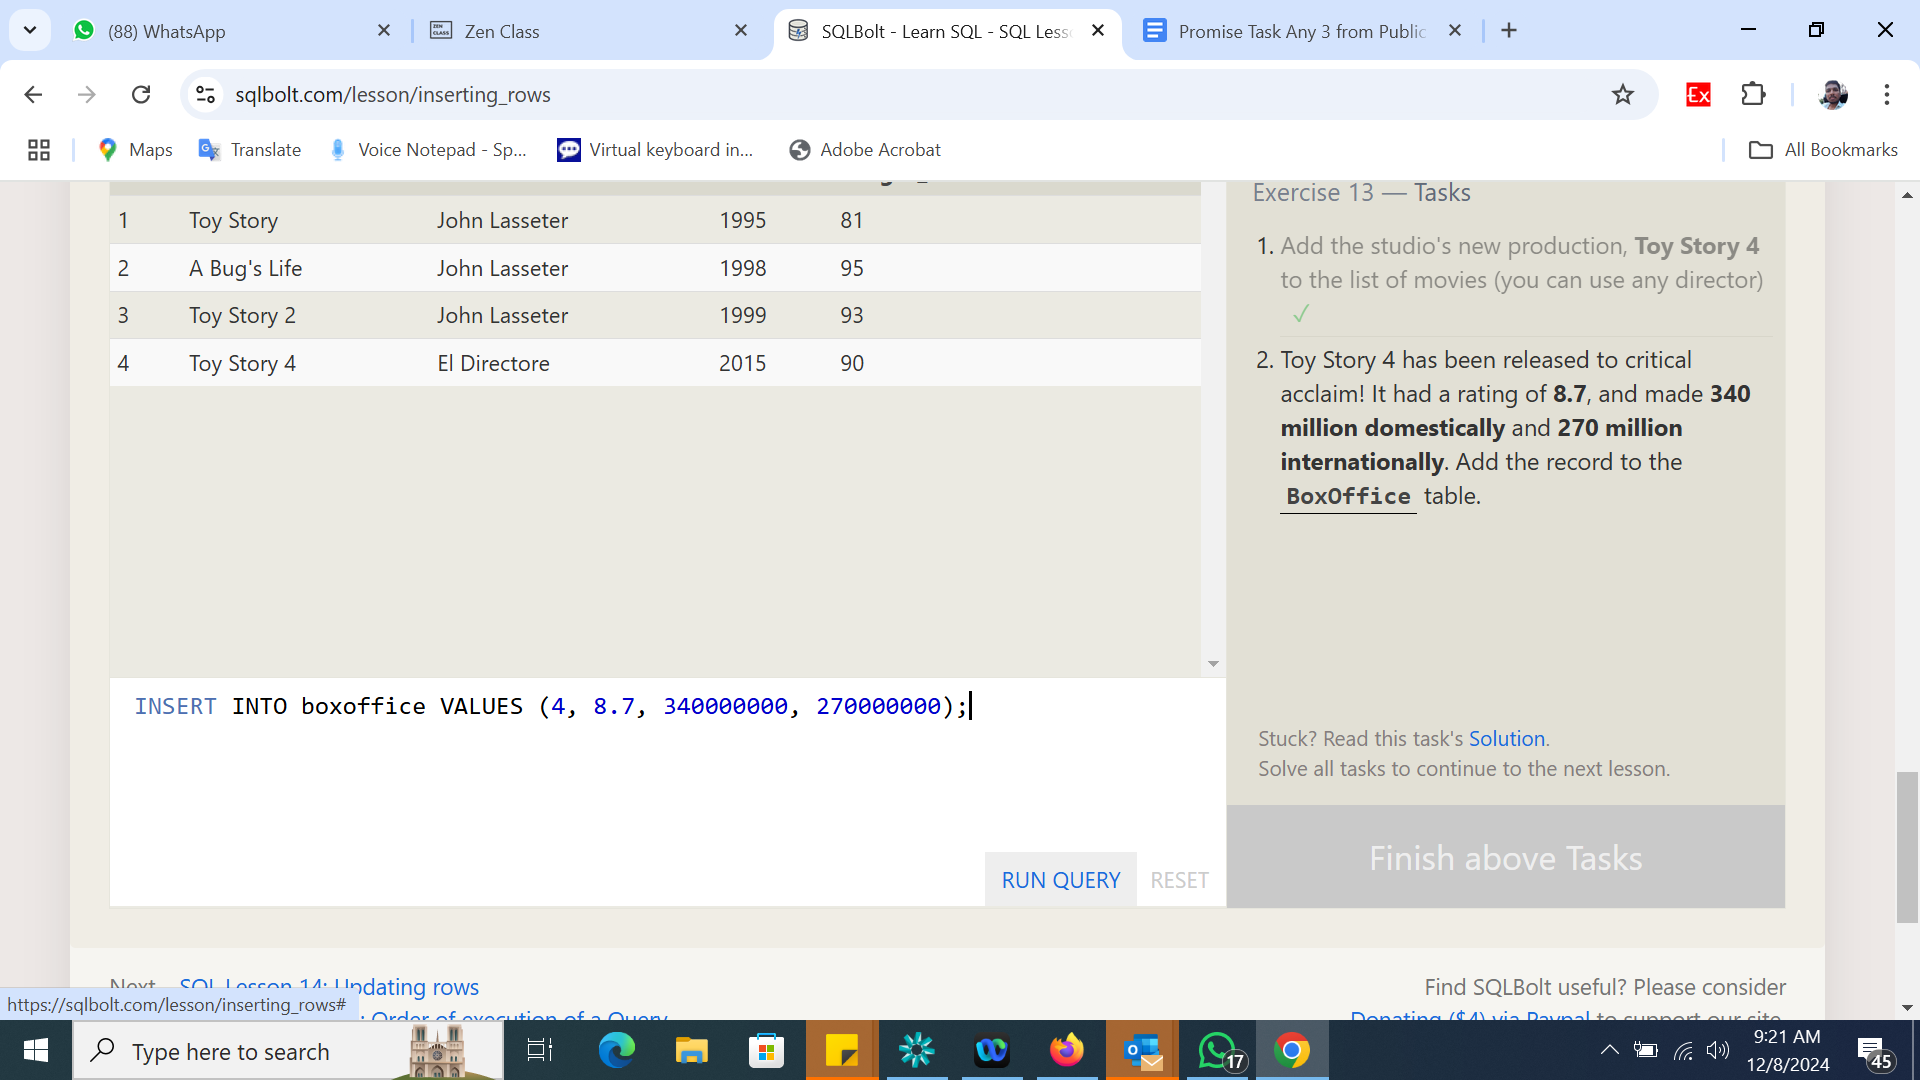 (88) WhatsApp
Zen Class
SQLBolt - Learn SQL - SQL Less
Promise Task Any 3 from Public
sqlbolt.com/lesson/inserting_rows
Maps
Translate
Voice Notepad - Sp...
Virtual keyboard in...
Adobe Acrobat
All Bookmarks
1 Toy Story John Lasseter 1995 81
2 A Bug's Life John Lasseter 1998 95
3 Toy Story 2 John Lasseter 1999 93
4 Toy Story 4 El Directore 2015 90
INSERT INTO boxoffice VALUES (4, 8.7, 340000000, 270000000);
RUN QUERY RESET
Exercise 13 — Tasks
1. Add the studio's new production, Toy Story 4
to the list of movies (you can use any director)
✓
2. Toy Story 4 has been released to critical
acclaim! It had a rating of 8.7, and made 340
million domestically and 270 million
internationally. Add the record to the
BoxOffice table.
Stuck? Read this task's Solution.
Solve all tasks to continue to the next lesson.
Finish above Tasks
Next SQL Lesson 14: Updating rows
: Order of execution of a Query
Find SQLBolt useful? Please consider
Donating ($4) via Paypal to support our site.
https://sqlbolt.com/lesson/inserting_rows#
Type here to search
17
9:21 AM
12/8/2024
45